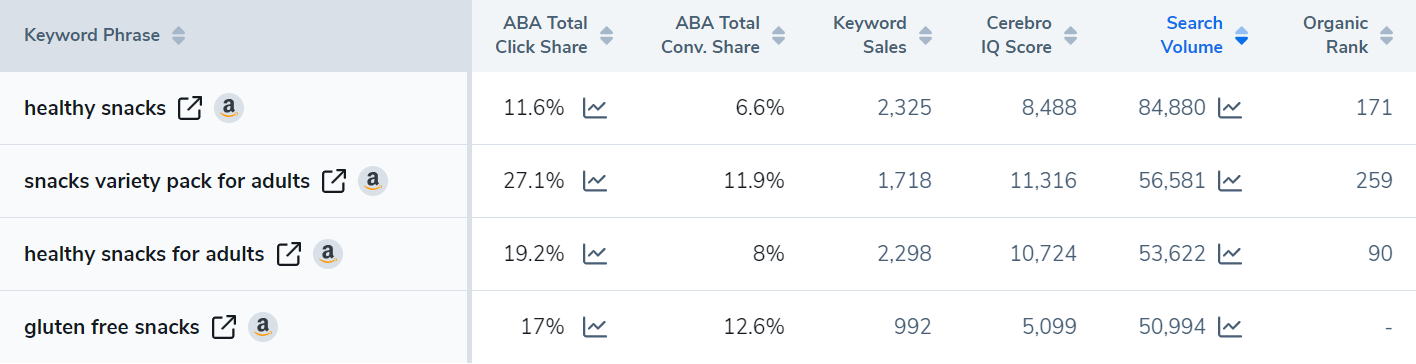 Keyword Phrase
ABA Total Click Share
ABA Total Conv. Share
Keyword Sales
Cerebro IQ Score
Search Volume
Organic Rank
healthy snacks a 11.6% 6.6% 2,325 8,488 84,880 171
snacks variety pack for adults a 27.1% 11.9% 1,718 11,316 56,581 259
healthy snacks for adults a 19.2% 8% 2,298 10,724 53,622 90
gluten free snacks a 17% 12.6% 992 5,099 50,994 -